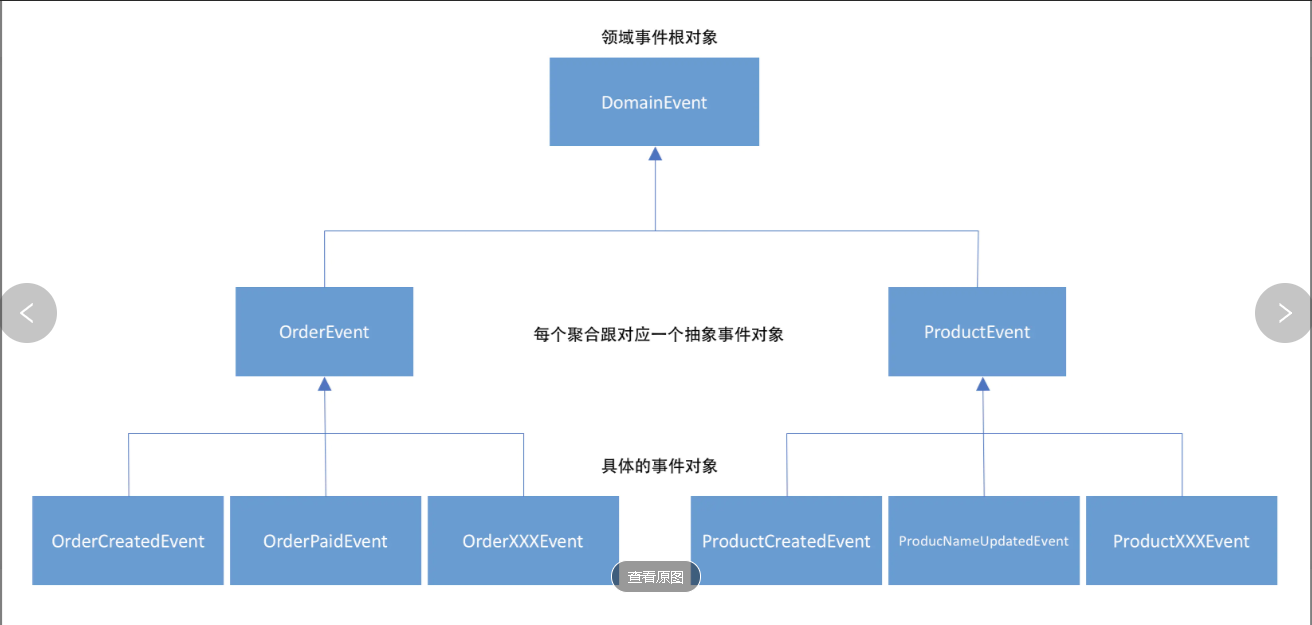 领域事件根对象
DomainEvent
OrderEvent
每个聚合跟对应一个抽象事件对象
ProductEvent
具体的事件对象
OrderCreatedEvent
OrderPaidEvent
OrderXXXEvent
ProductCreatedEvent
ProducNameUpdatedEvent
ProductXXXEvent
查看原图